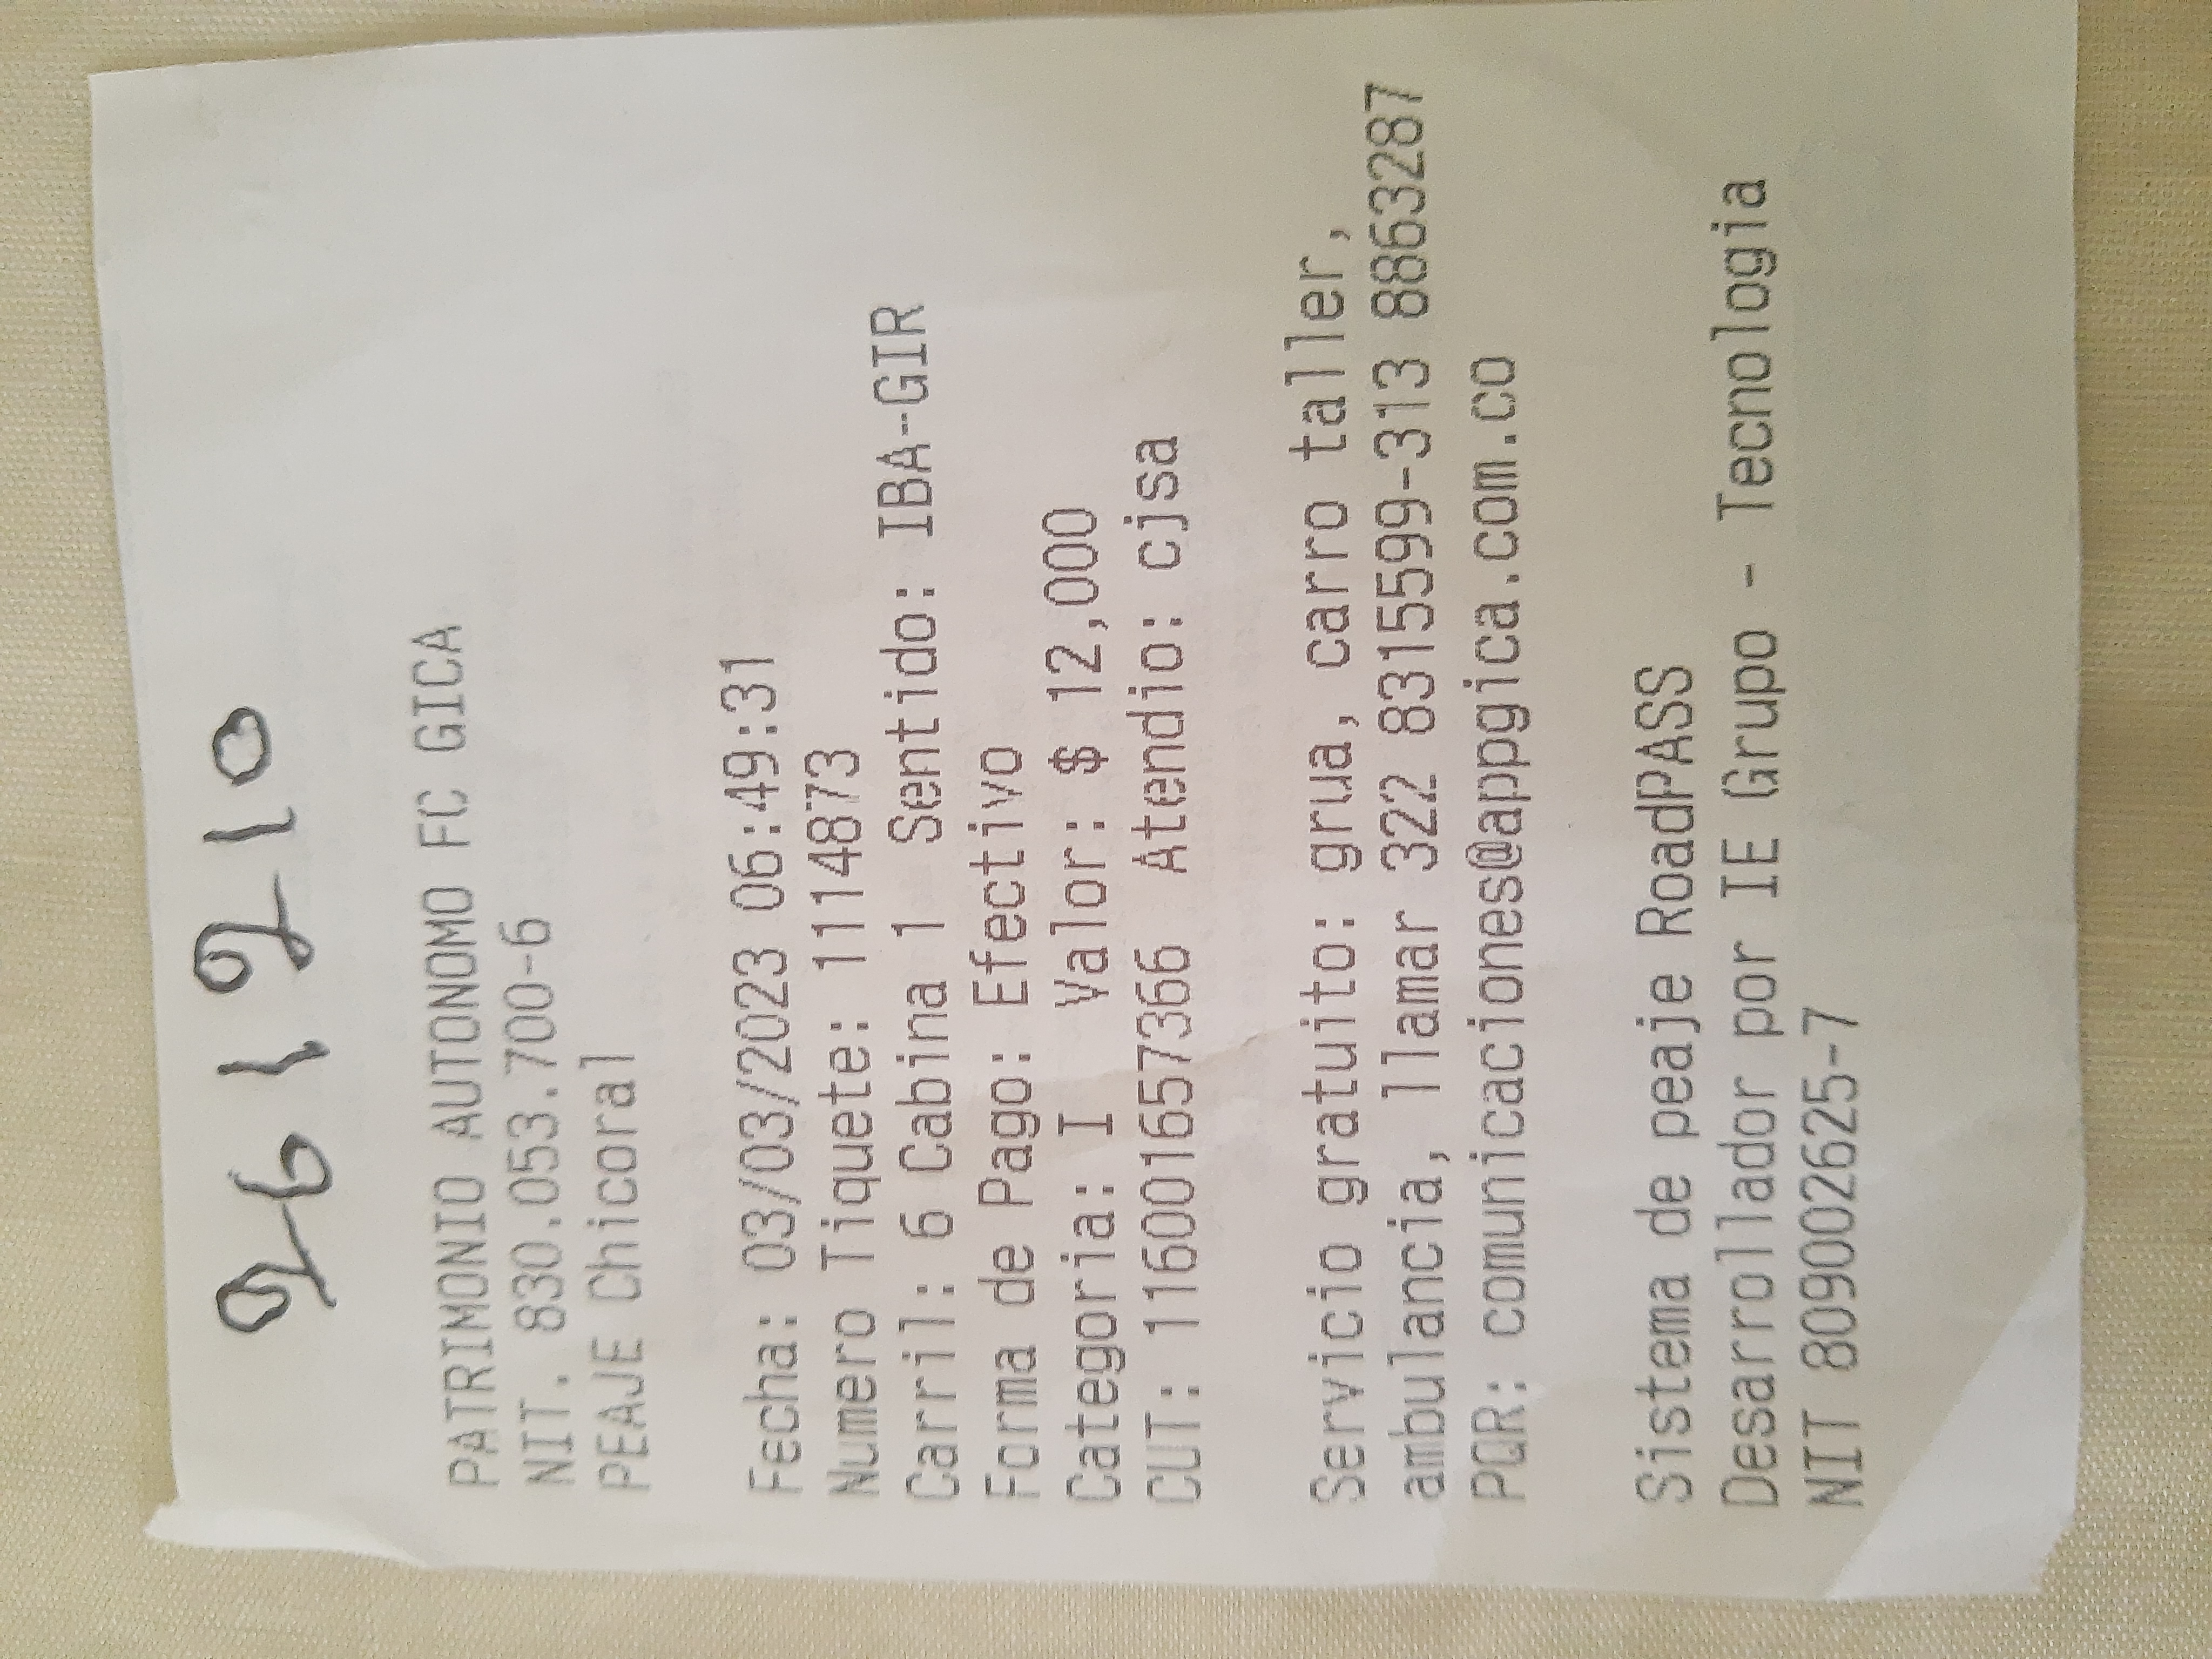 261210
PATRIMONIO AUTONOMO FC GICA
NIT. 830.053.700-6
PEAJE Chicoral
Fecha: 03/03/2023 06:49:31
Numero Tiquete: 1114873
Carril: 6 Cabina 1 Sentido: IBA--GIR
Forma de Pago: Efectivo
Categoria: I Valor: $ 12,000
CUT: 11600165​7366 Atendio: cjsa
Servicio gratuito: grua, carro taller,
ambulancia, llamar 322 8315599-313 8863287
PQR: comunicaciones@appgica.com.co
Sistema de peaje RoadPASS
Desarrollador por IE Grupo - Tecnologia
NIT 809002625-7